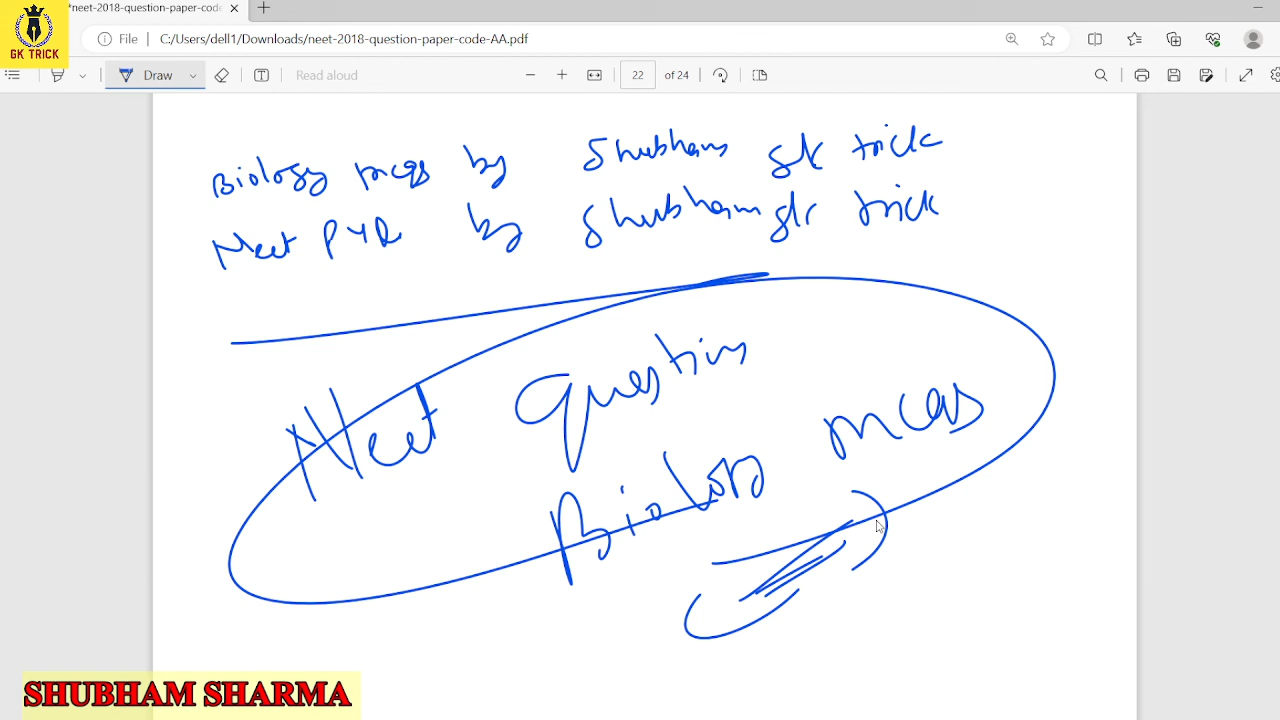 *neet-2018-question-paper-code
GK TRICK
File C:/Users/dell1/Downloads/neet-2018-question-paper-code-AA.pdf
Draw Read aloud 22 of 24
Biology mcqs by Shubham gk trick
Neet PYQ by Shubham gk trick
Neet Question
Biology mcqs
SHUBHAM SHARMA